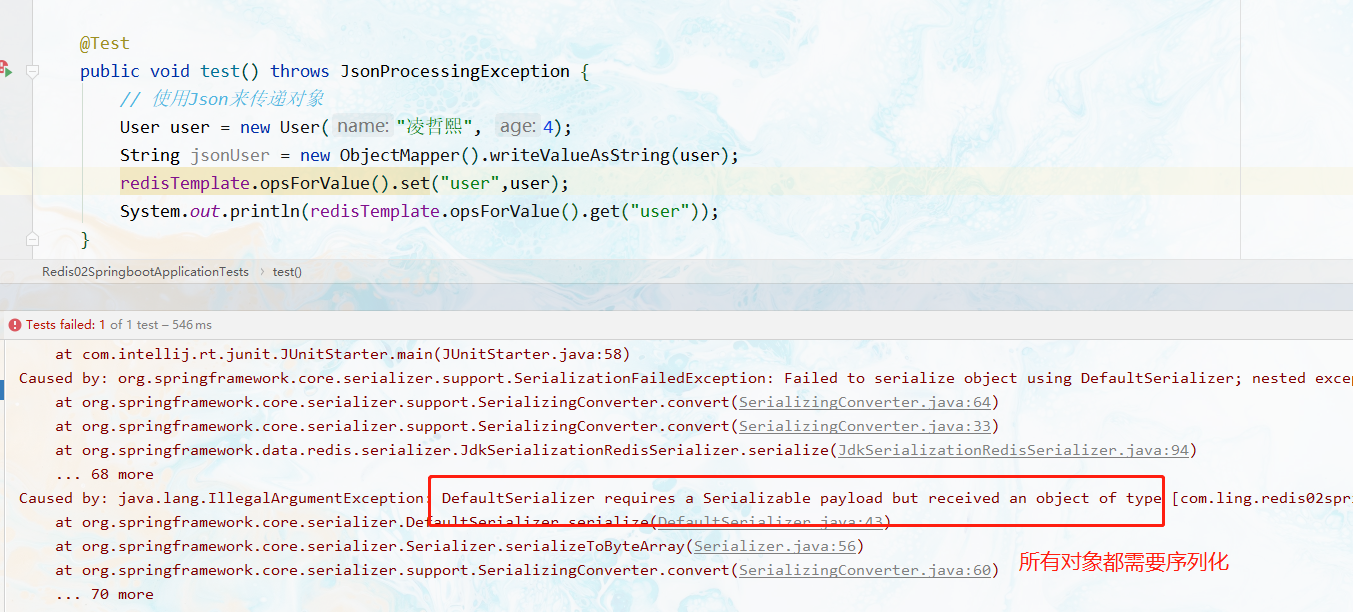 @Test
public void test() throws JsonProcessingException {
// 使用Json来传递对象
User user = new User( name: "凌哲熙", age: 4);
String jsonUser = new ObjectMapper().writeValueAsString(user);
redisTemplate.opsForValue().set("user",user);
System.out.println(redisTemplate.opsForValue().get("user"));
}
Redis02SpringbootApplicationTests › test()
Tests failed: 1 of 1 test – 546 ms
at com.intellij.rt.junit.JUnitStarter.main(JUnitStarter.java:58)
Caused by: org.springframework.core.serializer.support.SerializationFailedException: Failed to serialize object using DefaultSerializer; nested excep
at org.springframework.core.serializer.support.SerializingConverter.convert(SerializingConverter.java:64)
at org.springframework.core.serializer.support.SerializingConverter.convert(SerializingConverter.java:33)
at org.springframework.data.redis.serializer.JdkSerializationRedisSerializer.serialize(JdkSerializationRedisSerializer.java:94)
... 68 more
Caused by: java.lang.IllegalArgumentException: DefaultSerializer requires a Serializable payload but received an object of type [com.ling.redis02spri
at org.springframework.core.serializer.DefaultSerializer.serialize(DefaultSerializer.java:43)
at org.springframework.core.serializer.Serializer.serializeToByteArray(Serializer.java:56)
at org.springframework.core.serializer.support.SerializingConverter.convert(SerializingConverter.java:60)
所有对象都需要序列化
... 70 more